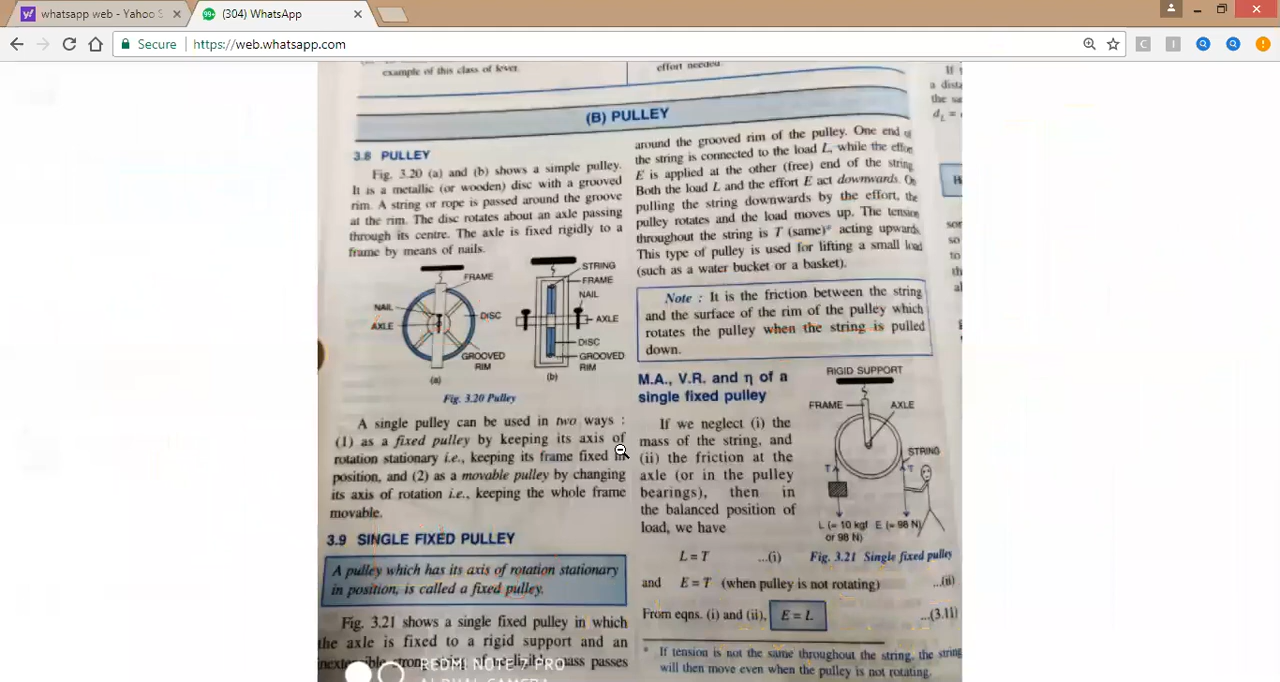 whatsapp web - Yahoo S
99+ (304) WhatsApp
Secure
https://web.whatsapp.com
example of this class of lever.
effort needed.
If
a dista
the sa
(B) PULLEY
3.8 PULLEY
Fig. 3.20 (a) and (b) shows a simple pulley.
It is a metallic (or wooden) disc with a grooved
rim. A string or rope is passed around the groove
at the rim. The disc rotates about an axle passing
through its centre. The axle is fixed rigidly to a
frame by means of nails.
FRAME
NAIL
AXLE
DISC
GROOVED
RIM
(a)
STRING
FRAME
NAIL
AXLE
DISC
GROOVED
RIM
(b)
Fig. 3.20 Pulley
A single pulley can be used in two ways :
(1) as a fixed pulley by keeping its axis of
rotation stationary i.e., keeping its frame fixed in
position, and (2) as a movable pulley by changing
its axis of rotation i.e., keeping the whole frame
movable.
3.9 SINGLE FIXED PULLEY
A pulley which has its axis of rotation stationary
in position, is called a fixed pulley.
Fig. 3.21 shows a single fixed pulley in which
the axle is fixed to a rigid support and an
mass passes
REDMI NOTE 7 PRO
AI DUAL CAMERA
around the grooved rim of the pulley. One end of
the string is connected to the load L, while the effort
E is applied at the other (free) end of the string.
Both the load L and the effort E act downwards. On
pulling the string downwards by the effort, the
pulley rotates and the load moves up. The tension
throughout the string is T (same)* acting upwards.
This type of pulley is used for lifting a small load
(such as a water bucket or a basket).
Note : It is the friction between the string
and the surface of the rim of the pulley which
rotates the pulley when the string is pulled
down.
M.A., V.R. and η of a
single fixed pulley
If we neglect (i) the
mass of the string, and
(ii) the friction at the
axle (or in the pulley
bearings), then in
the balanced position of
load, we have
RIGID SUPPORT
FRAME
AXLE
STRING
T
T
L (= 10 kgf E (= 98 N)
or 98 N)
Fig. 3.21 Single fixed pulley
L = T ...(i)
and E = T (when pulley is not rotating) ...(ii)
From eqns. (i) and (ii), E = L ...(3.11)
* If tension is not the same throughout the string, the string
will then move even when the pulley is not rotating.